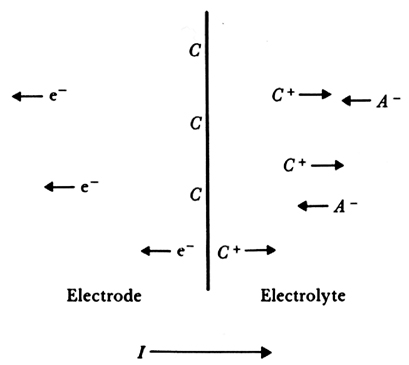 C
e⁻ C⁺ A⁻
C
C⁺
e⁻ C A⁻
e⁻ C⁺
Electrode Electrolyte
I